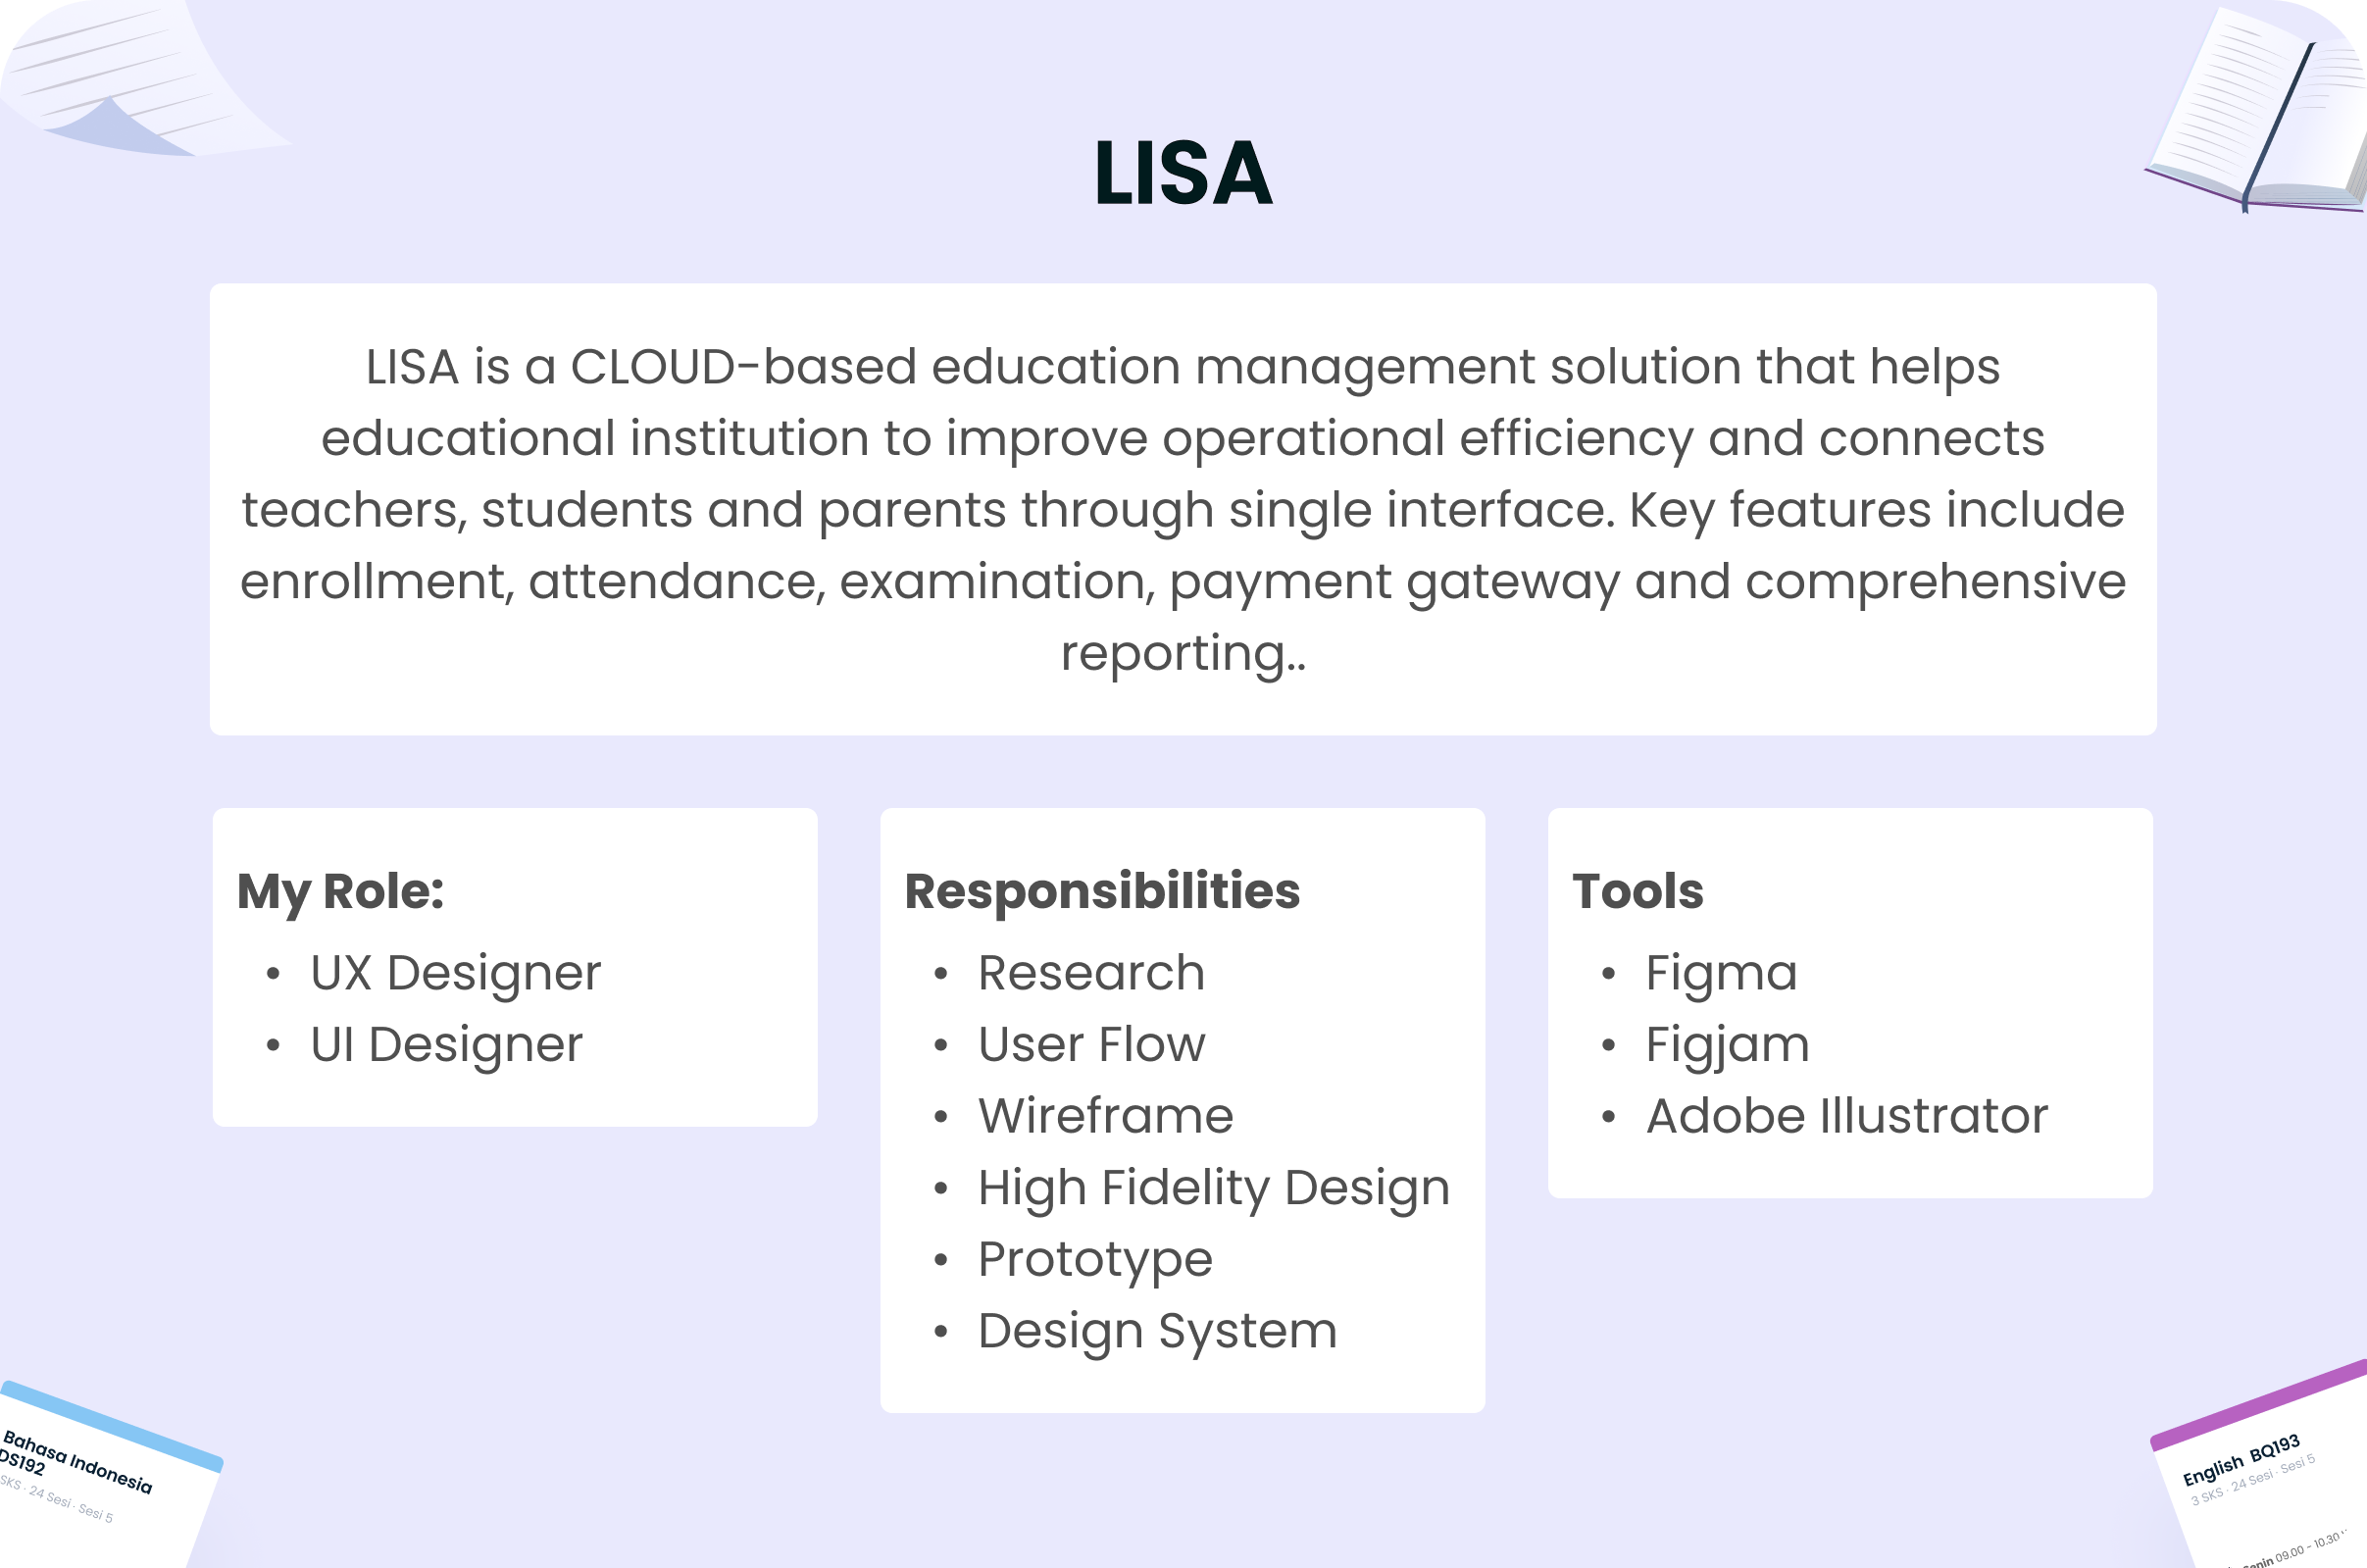 LISA
LISA is a CLOUD-based education management solution that helps
educational institution to improve operational efficiency and connects
teachers, students and parents through single interface. Key features include
enrollment, attendance, examination, payment gateway and comprehensive
reporting..
My Role:
• UX Designer
• UI Designer
Responsibilities
• Research
• User Flow
• Wireframe
• High Fidelity Design
• Prototype
• Design System
Tools
• Figma
• Figjam
• Adobe Illustrator
Bahasa Indonesia
DS192
SKS · 24 Sesi · Sesi 5
English BQ193
3 SKS · 24 Sesi · Sesi 5
Senin 09.00 - 10.30